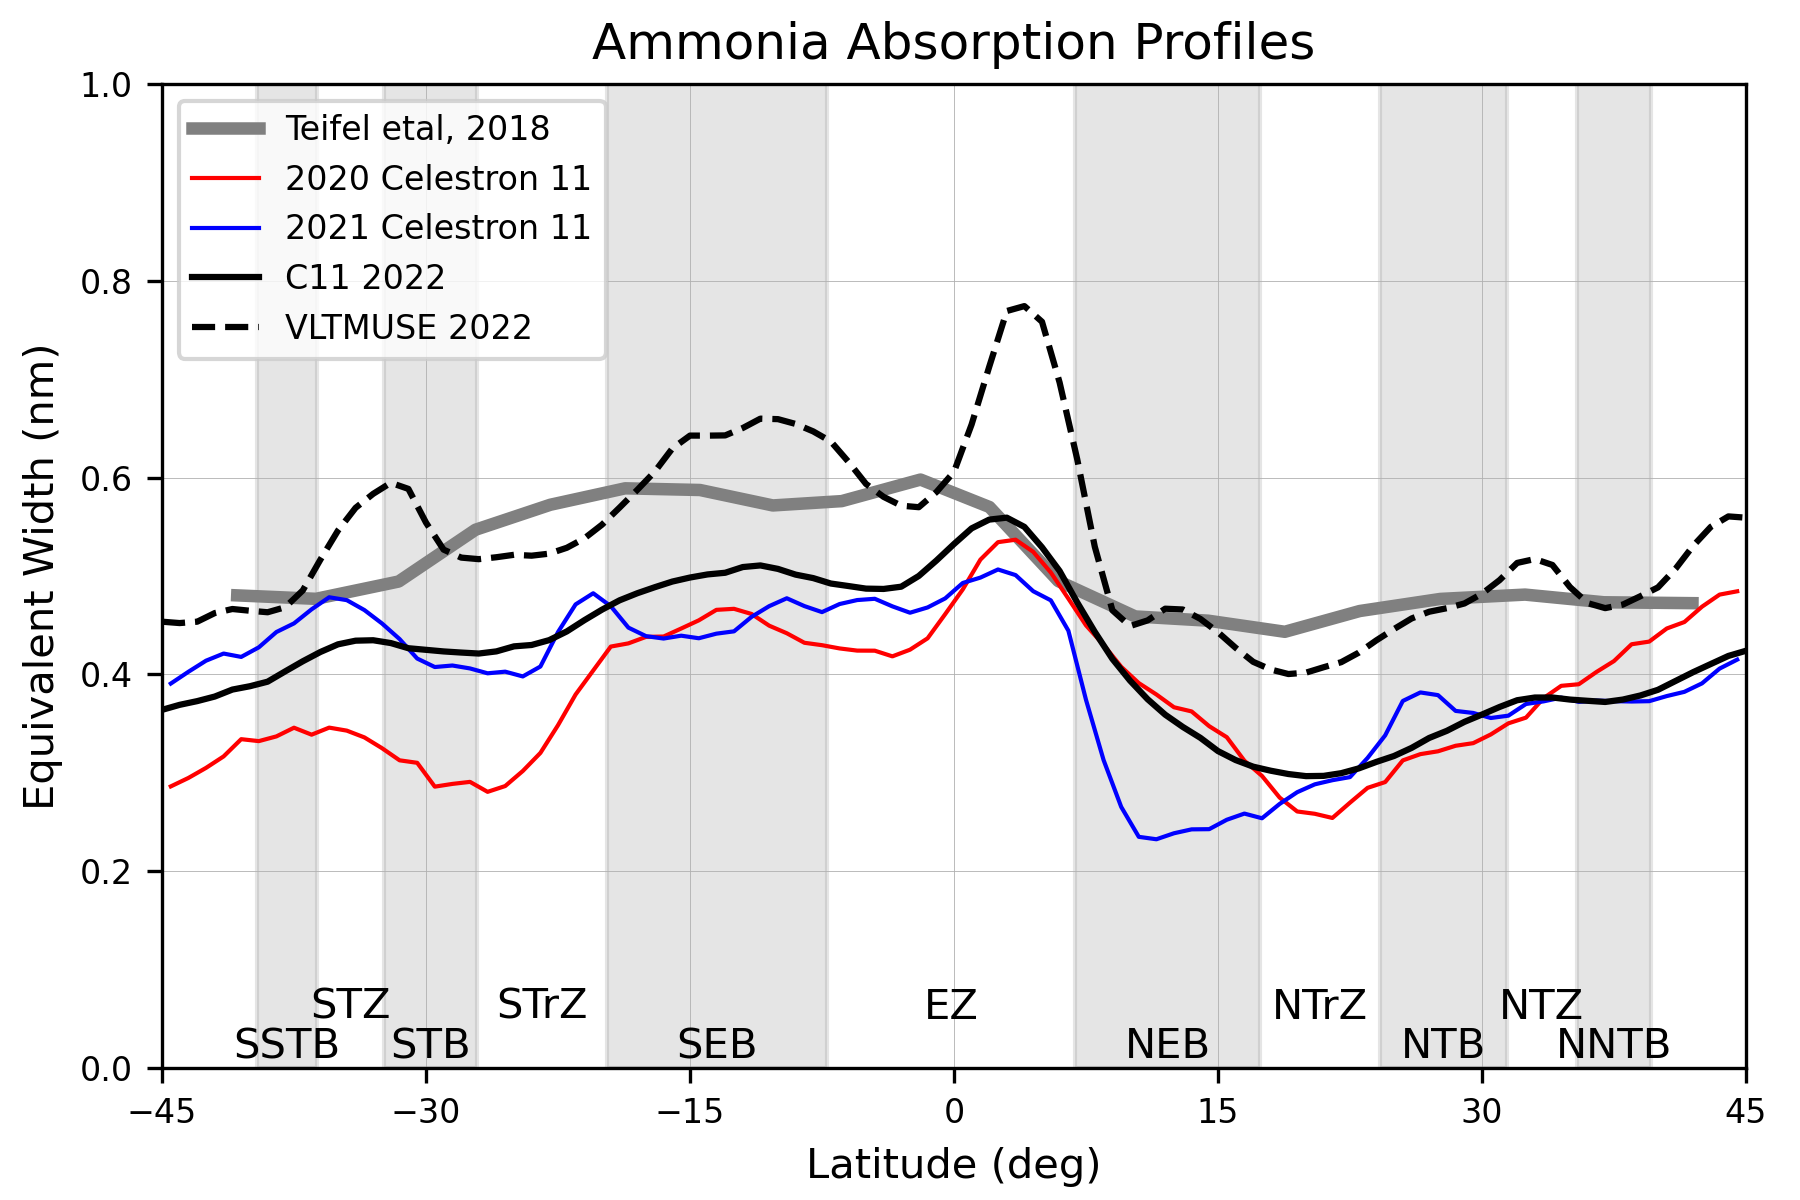 Ammonia Absorption Profiles
1.0
0.8
0.6
0.4
0.2
0.0
Equivalent Width (nm)
Teifel etal, 2018
2020 Celestron 11
2021 Celestron 11
C11 2022
VLTMUSE 2022
STZ STrZ EZ NTrZ NTZ
SSTB STB SEB NEB NTB NNTB
−45 −30 −15 0 15 30 45
Latitude (deg)